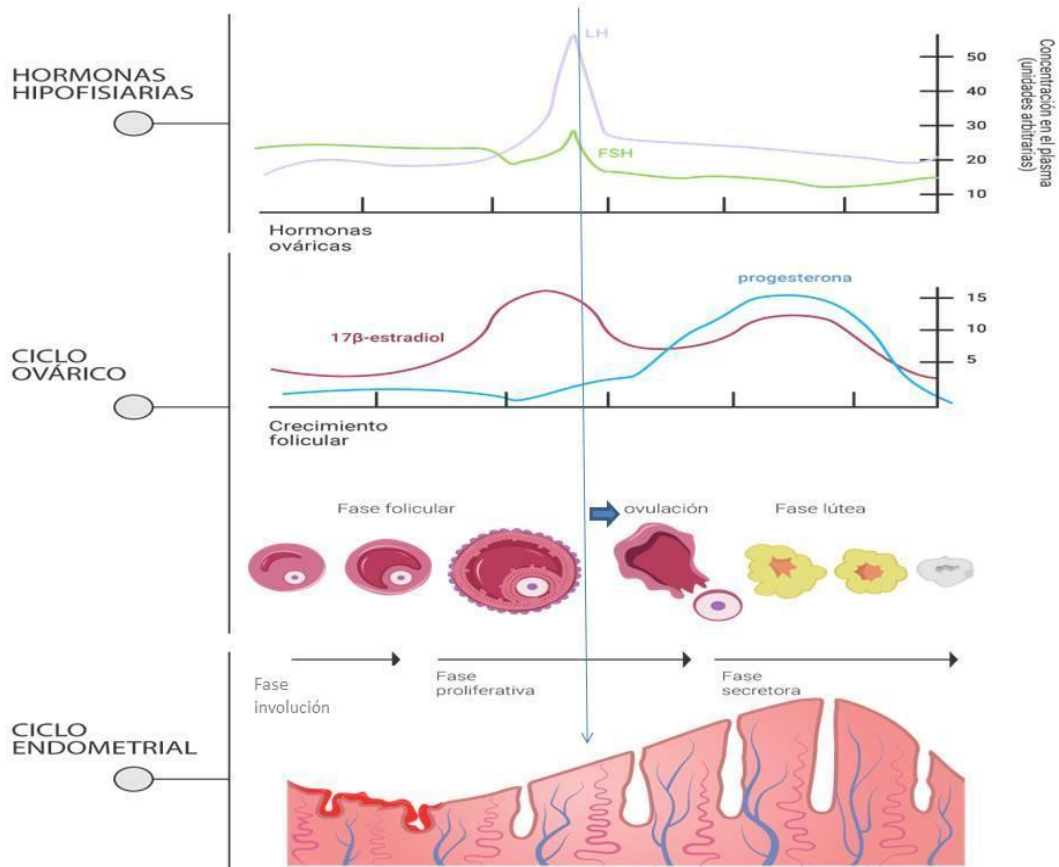 HORMONAS
HIPOFISIARIAS
LH
FSH
50
40
30
20
10
Concentración en el plasma
(unidades arbitrarias)
Hormonas
ováricas
CICLO
OVÁRICO
17β-estradiol
progesterona
15
10
5
Crecimiento
folicular
Fase folicular
ovulación
Fase lútea
CICLO
ENDOMETRIAL
Fase
involución
Fase
proliferativa
Fase
secretora